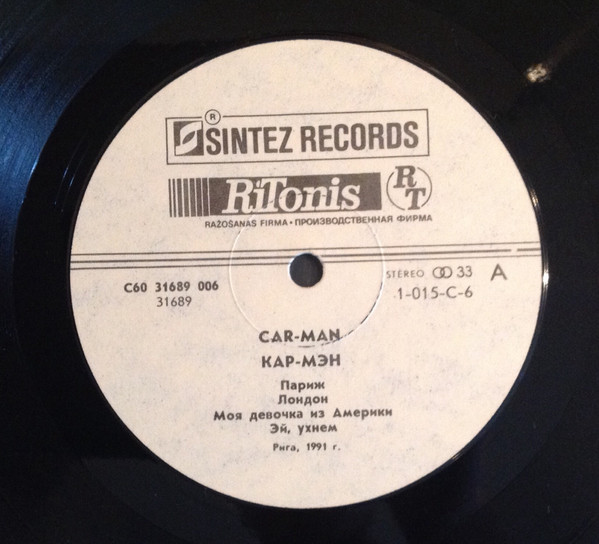 ®
SINTEZ RECORDS
RiTonis RT
RAŽOŠANAS FIRMA • ПРОИЗВОДСТВЕННАЯ ФИРМА
С60 31689 006
31689
STEREO 33 A
1-015-C-6
CAR-MAN
КАР-МЭН
Париж
Лондон
Моя девочка из Америки
Эй, ухнем
Рига, 1991 г.